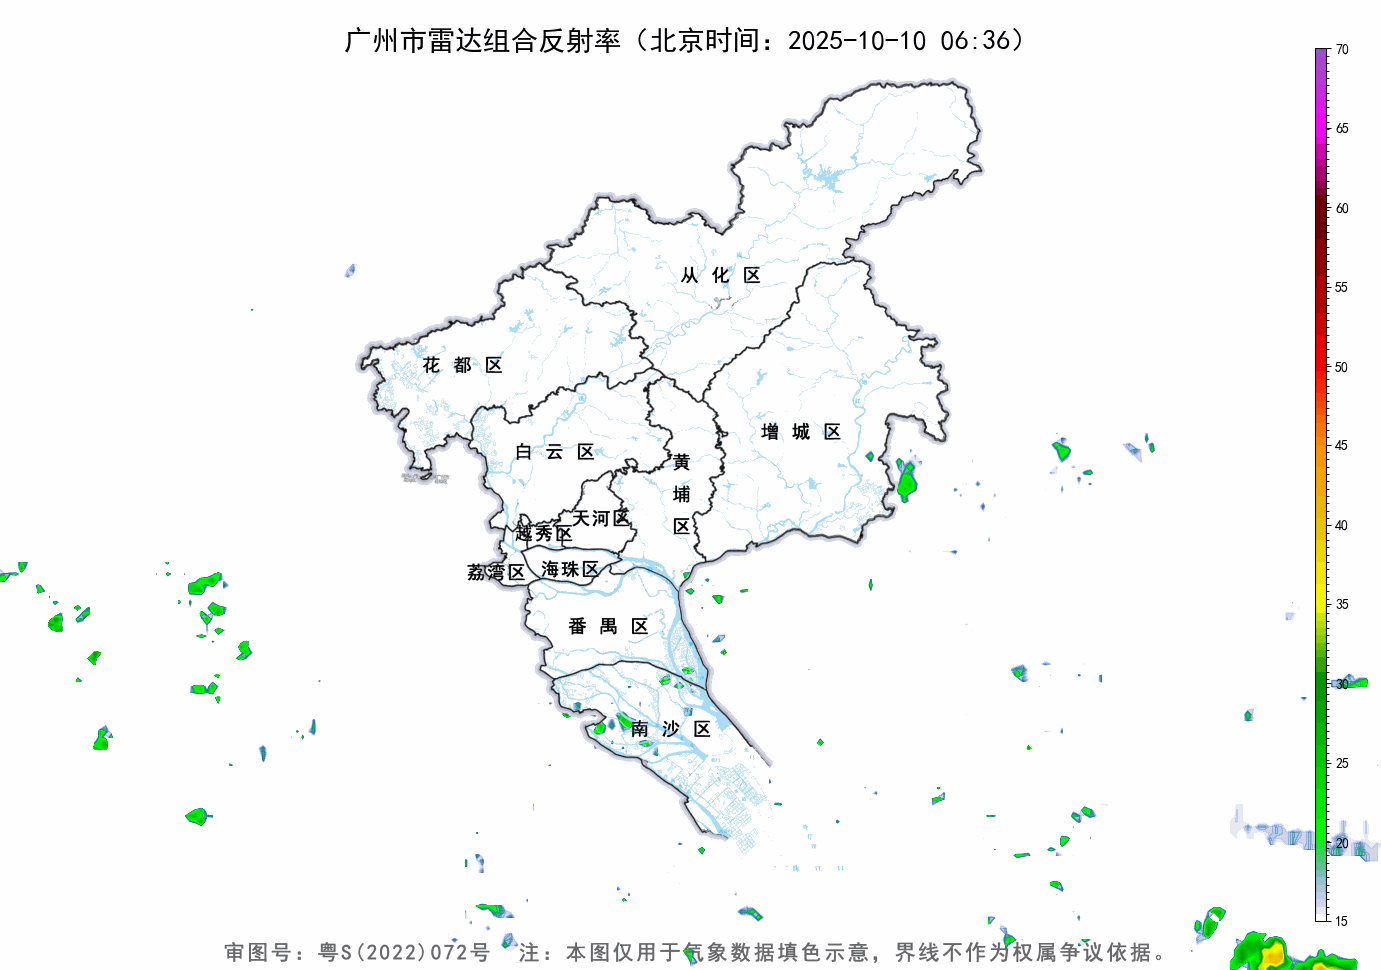 广州市雷达组合反射率（北京时间：2025-10-10 06:36）
70
65
60
55
50
45
40
35
30
25
20
15
从化区
花都区
增城区
白云区
黄埔区
天河区
越秀区
荔湾区
海珠区
番禺区
南沙区
审图号：粤S(2022)072号 注：本图仅用于气象数据填色示意，界线不作为权属争议依据。